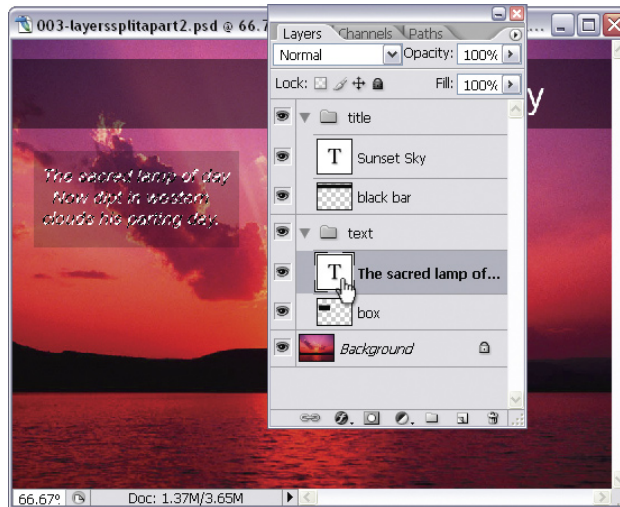 003-layerssplitapart2.psd @ 66.7
...
Layers Channels Paths
Normal Opacity: 100%
Lock: Fill: 100%
y
title
T Sunset Sky
black bar
text
T The sacred lamp of...
box
Background
The sacred lamp of day
Now dipt in western
clouds his parting day.
66.67% Doc: 1.37M/3.65M